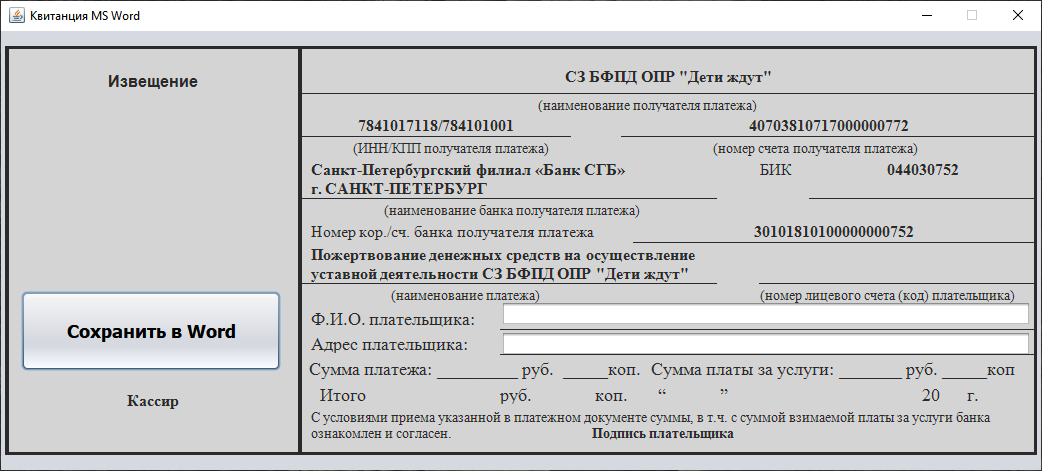 Квитанция MS Word
Извещение
СЗ БФПД ОПР "Дети ждут"
(наименование получателя платежа)
7841017118/784101001 40703810717000000772
(ИНН/КПП получателя платежа) (номер счета получателя платежа)
Санкт-Петербургский филиал «Банк СГБ» БИК 044030752
г. САНКТ-ПЕТЕРБУРГ
(наименование банка получателя платежа)
Номер кор./сч. банка получателя платежа 30101810100000000752
Пожертвование денежных средств на осуществление
уставной деятельности СЗ БФПД ОПР "Дети ждут"
(наименование платежа) (номер лицевого счета (код) плательщика)
Ф.И.О. плательщика:
Сохранить в Word
Адрес плательщика:
Сумма платежа: _________ руб. _____коп. Сумма платы за услуги: _______ руб. _____коп
Итого руб. коп. “ ” 20 г.
Кассир
С условиями приема указанной в платежном документе суммы, в т.ч. с суммой взимаемой платы за услуги банка
ознакомлен и согласен. Подпись плательщика